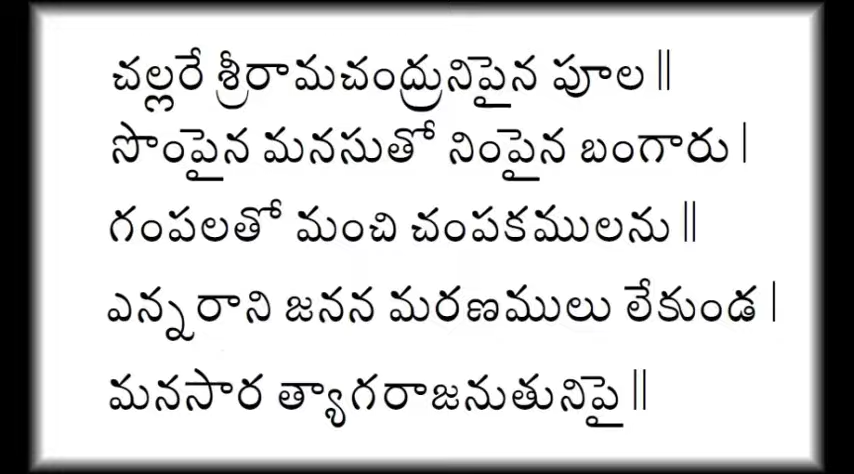 చల్లరే శ్రీరామచంద్రునిపైన పూల ||
సొంపైన మనసుతో నింపైన బంగారు |
గంపలతో మంచి చంపకములను ||
ఎన్నరాని జనన మరణములు లేకుండ |
మనసార త్యాగరాజనుతునిపై ||